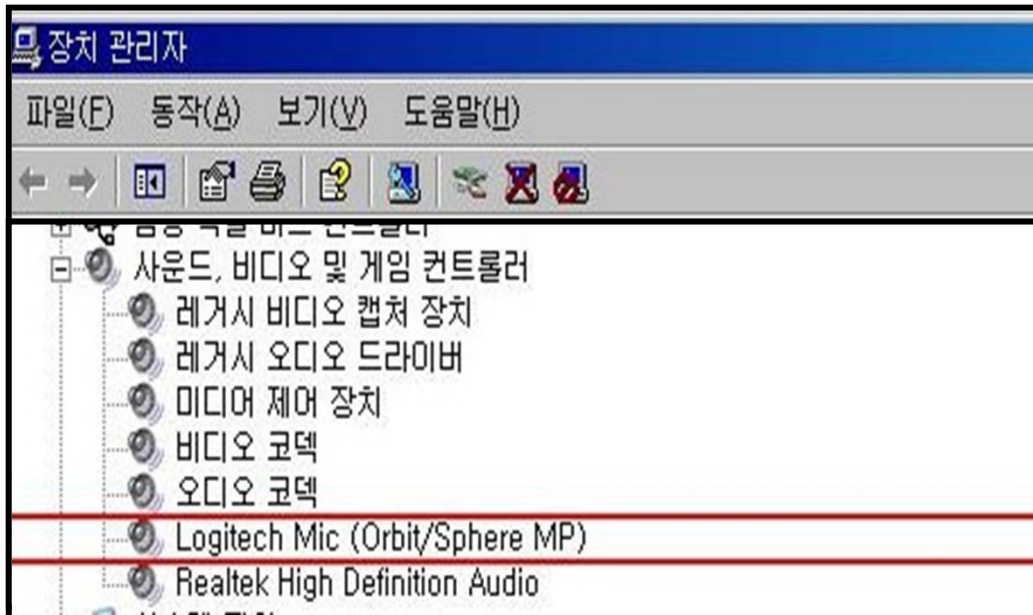 장치 관리자
파일(F) 동작(A) 보기(V) 도움말(H)
사운드, 비디오 및 게임 컨트롤러
레거시 비디오 캡처 장치
레거시 오디오 드라이버
미디어 제어 장치
비디오 코덱
오디오 코덱
Logitech Mic (Orbit/Sphere MP)
Realtek High Definition Audio